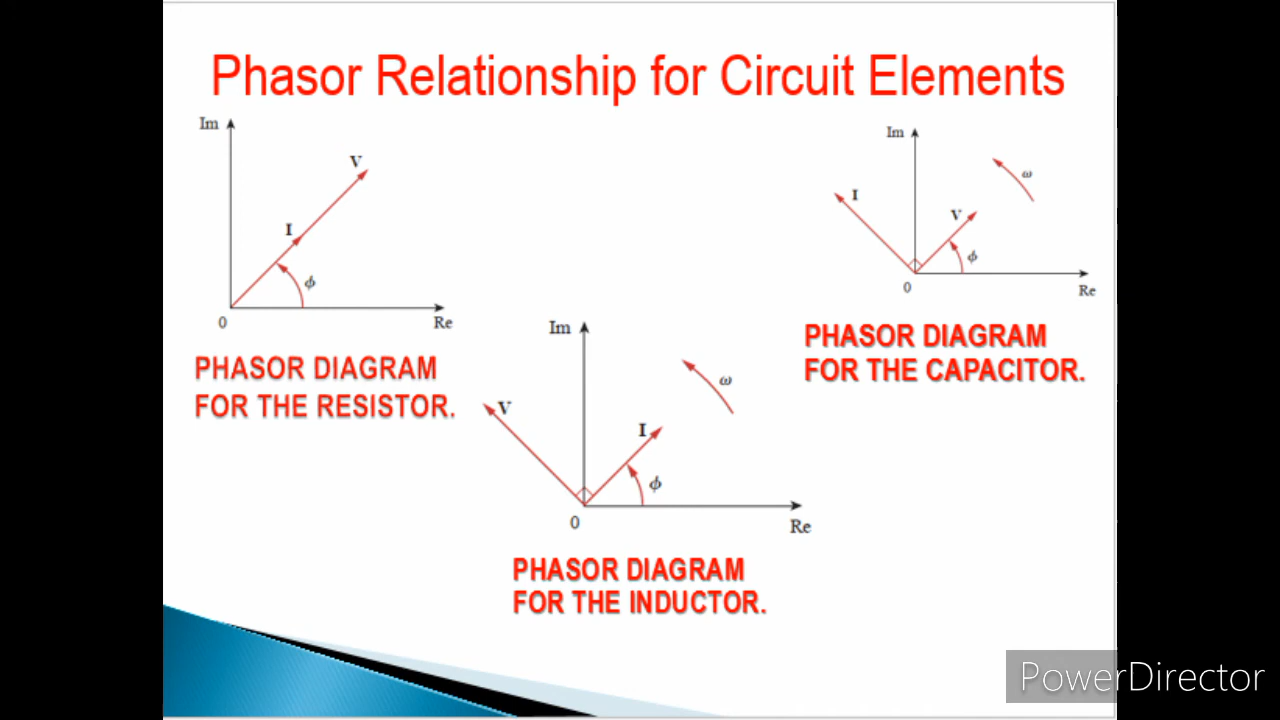 Phasor Relationship for Circuit Elements
Im
V
I
ϕ
0
Re
PHASOR DIAGRAM
FOR THE RESISTOR.
Im
ω
V
I
ϕ
0
Re
PHASOR DIAGRAM
FOR THE INDUCTOR.
Im
ω
I
V
ϕ
0
Re
PHASOR DIAGRAM
FOR THE CAPACITOR.
PowerDirector